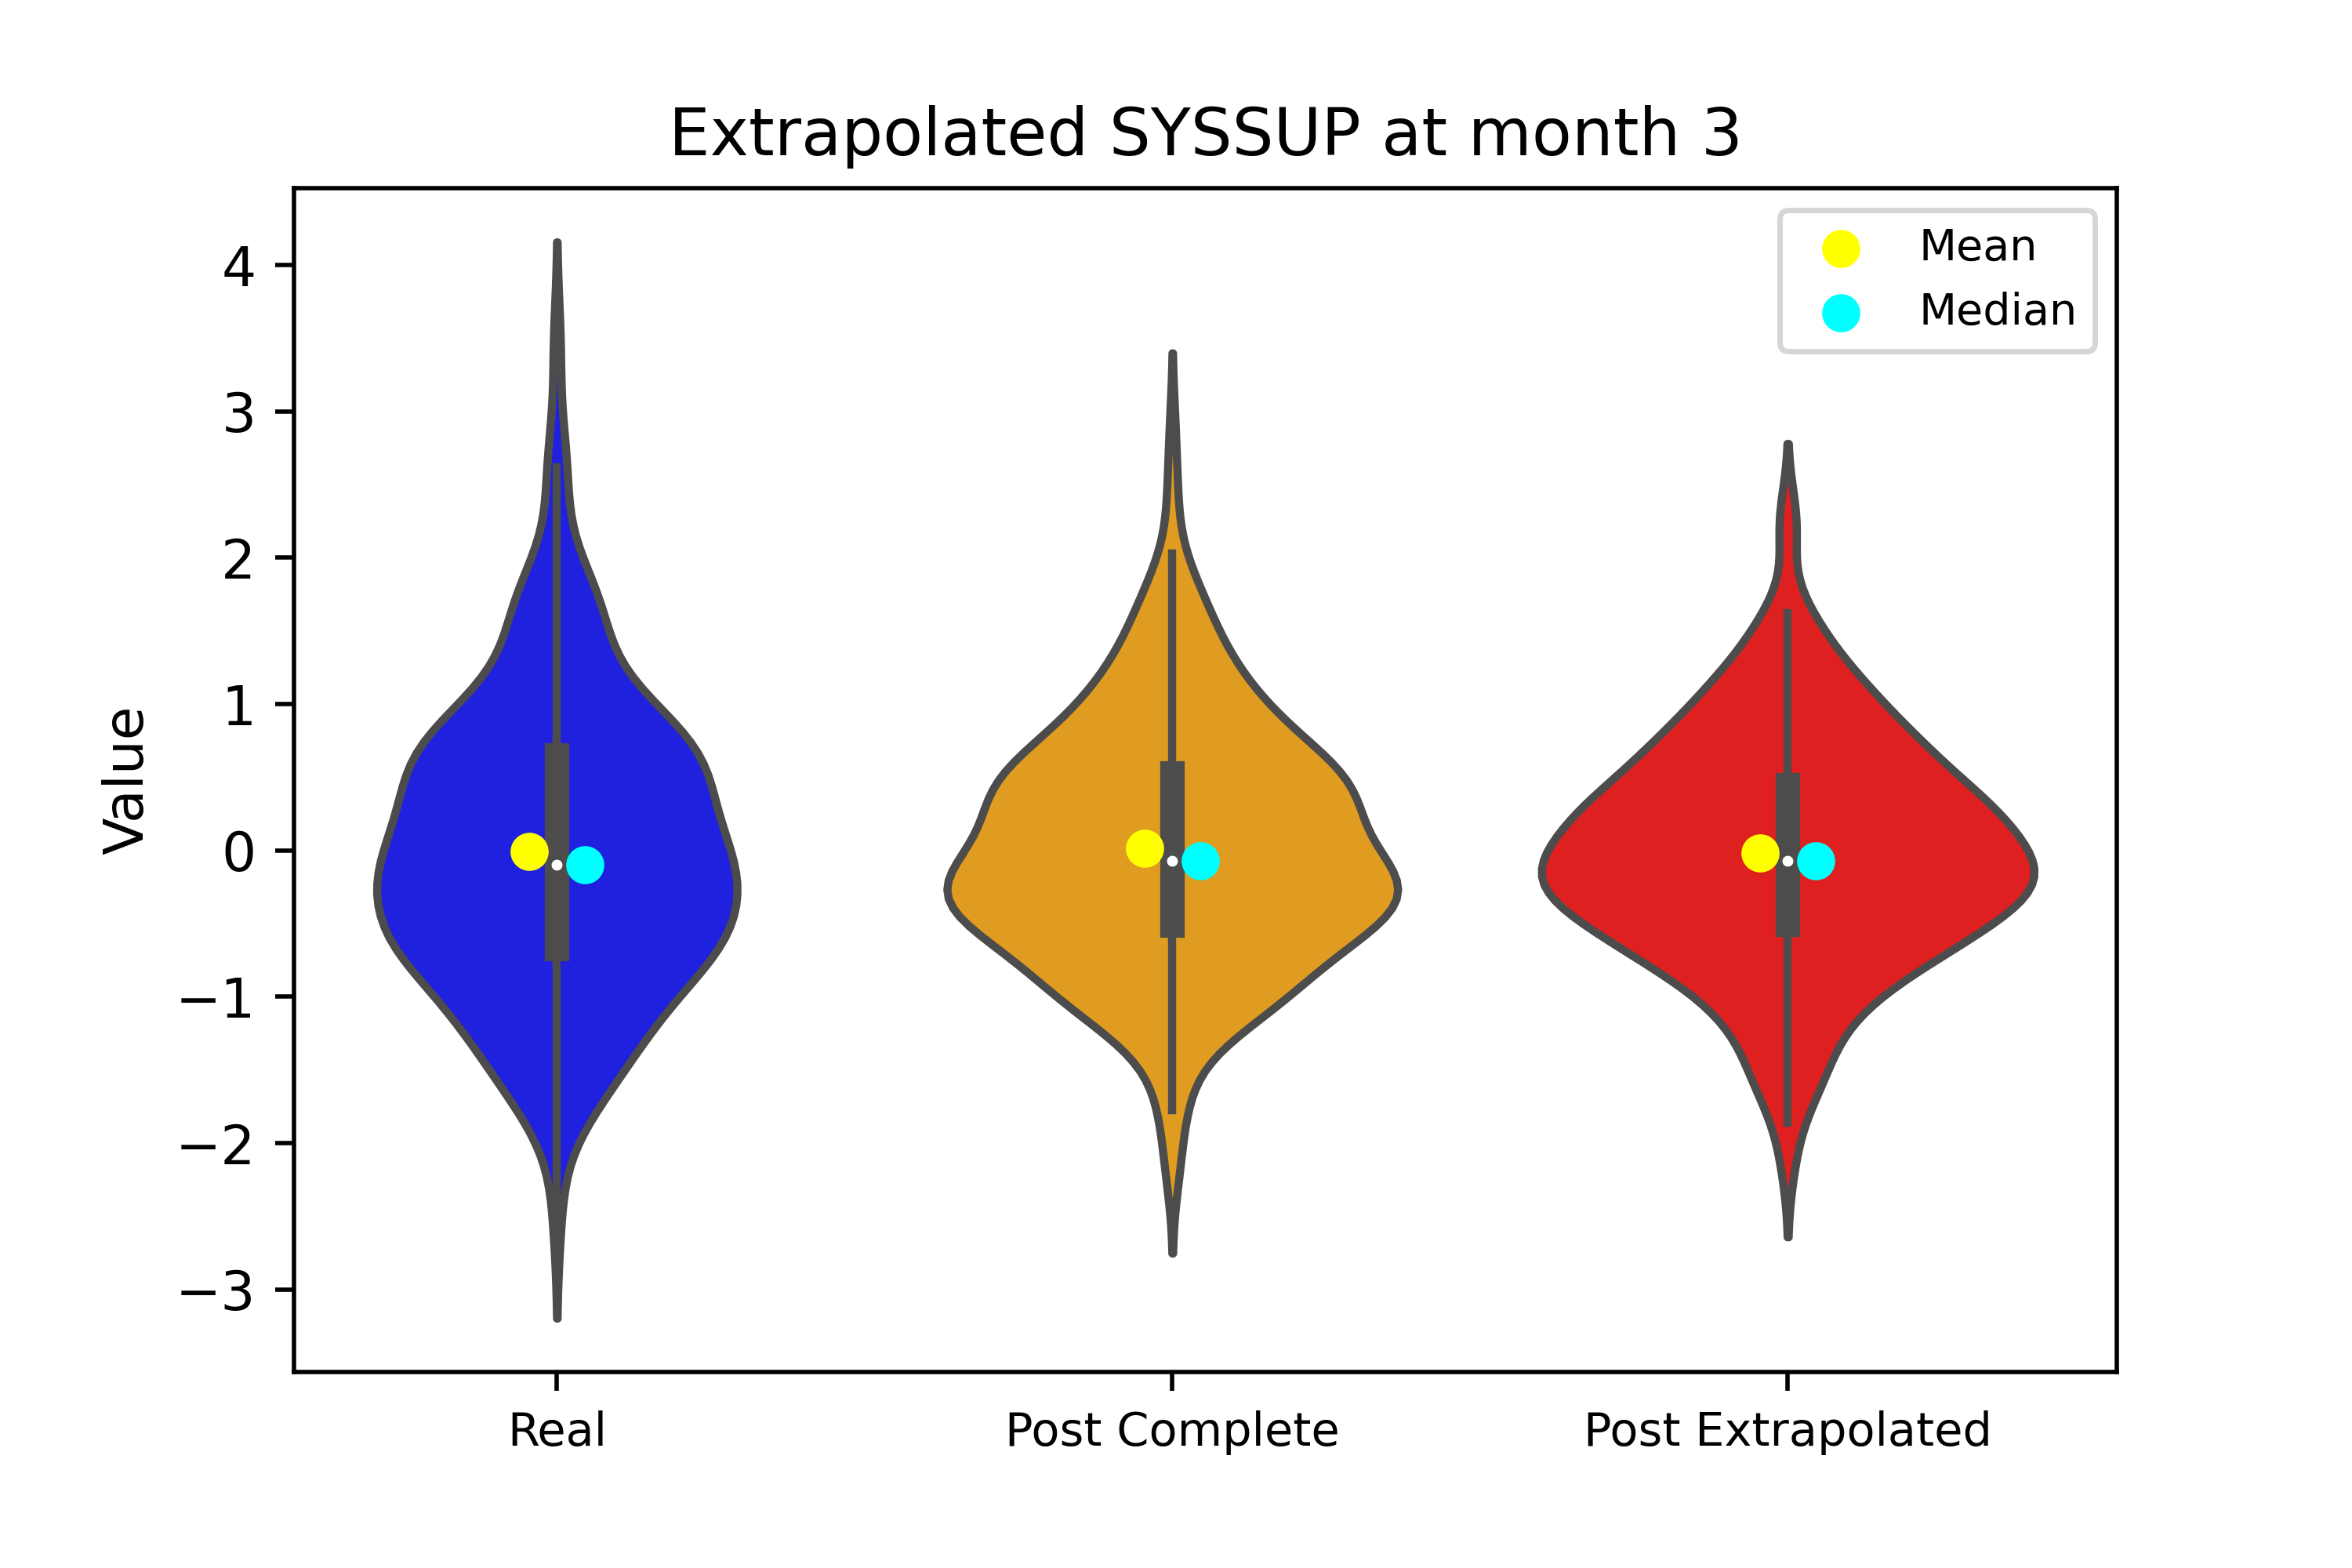 Extrapolated SYSSUP at month 3
Mean
Median
4
3
2
1
0
−1
−2
−3
Value
Real
Post Complete
Post Extrapolated